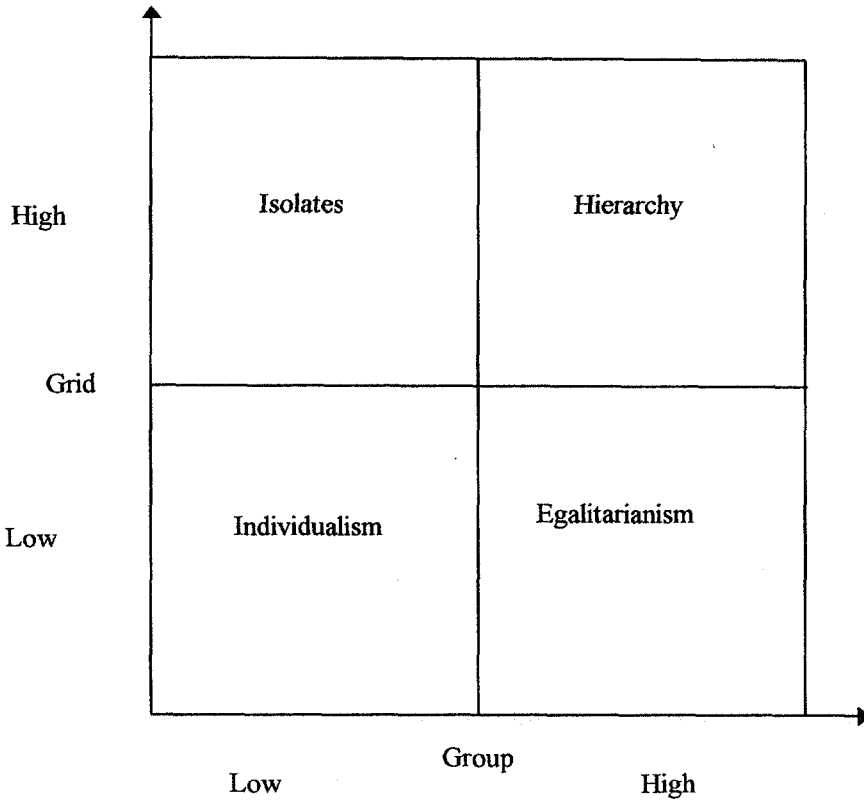 Isolates
Hierarchy
High
Grid
Individualism
Egalitarianism
Low
Group
Low
High